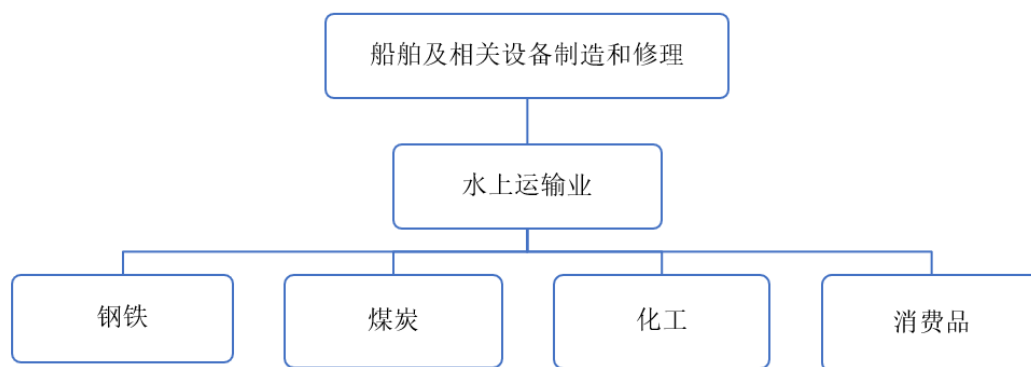 船舶及相关设备制造和修理
水上运输业
钢铁
煤炭
化工
消费品